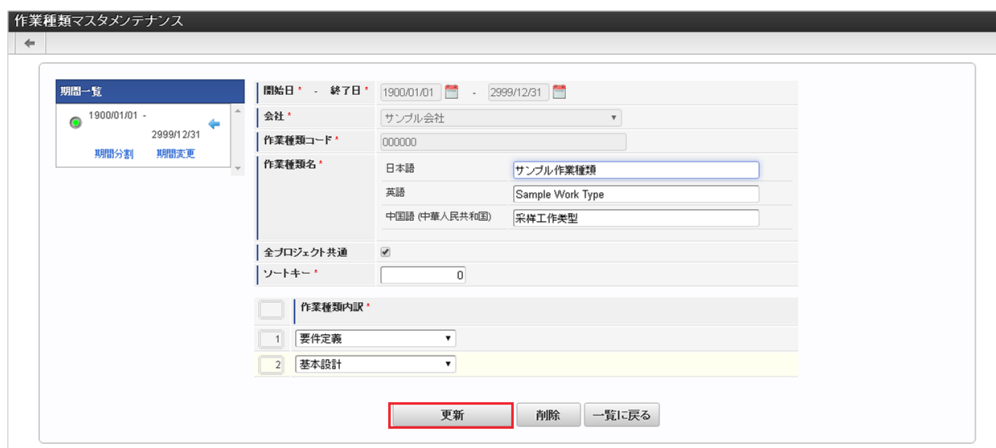 作業種類マスタメンテナンス
期間一覧
1900/01/01 -
2999/12/31
期間分割 期間変更
開始日* - 終了日* 1900/01/01 - 2999/12/31
会社* サンプル会社
作業種類コード* 000000
作業種類名* 日本語 サンプル作業種類
英語 Sample Work Type
中国語 (中華人民共和国) 采样工作类型
全プロジェクト共通
ソートキー* 0
作業種類内訳*
1 要件定義
2 基本設計
更新 削除 一覧に戻る